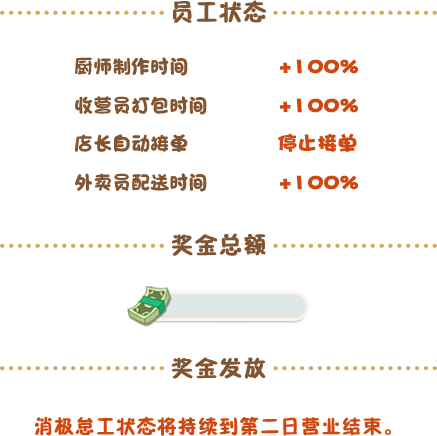 员工状态
厨师制作时间 +100%
收营员打包时间 +100%
店长自动接单 停止接单
外卖员配送时间 +100%
奖金总额
奖金发放
消极怠工状态将持续到第二日营业结束。